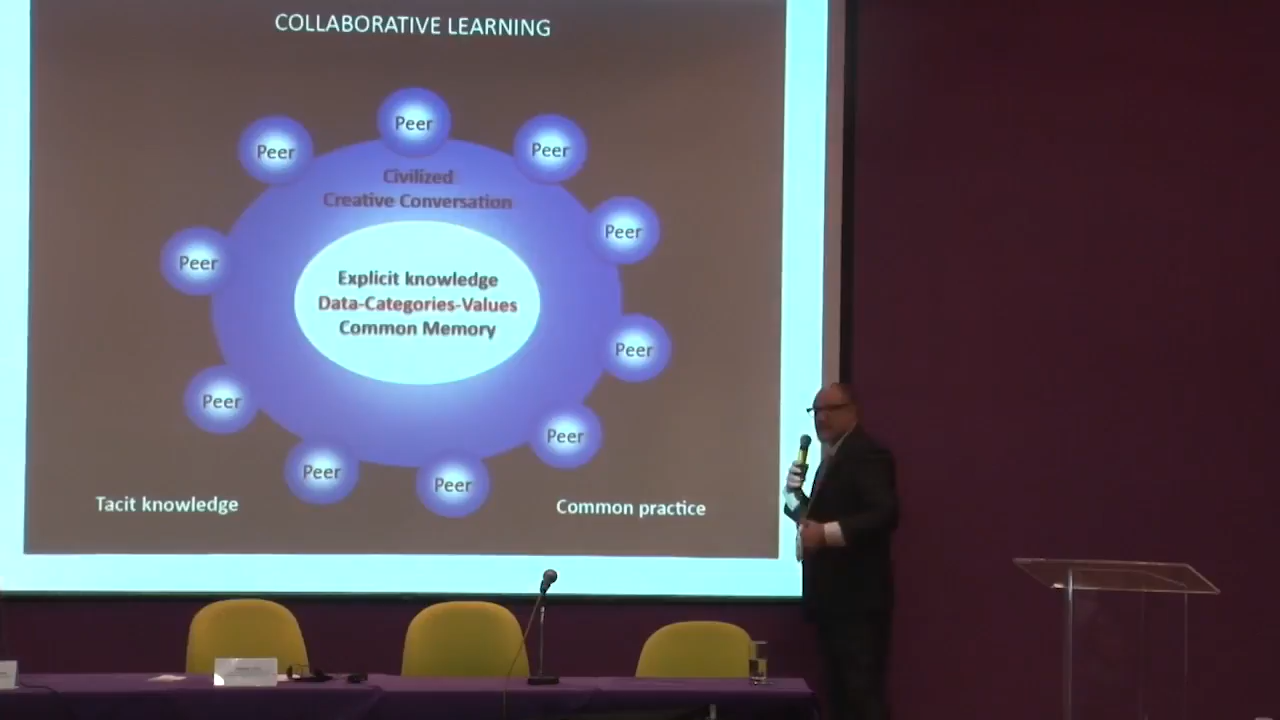 COLLABORATIVE LEARNING
Peer
Peer
Peer
Civilized
Creative Conversation
Peer
Peer
Explicit knowledge
Data-Categories-Values
Common Memory
Peer
Peer
Peer
Peer
Peer
Tacit knowledge
Common practice